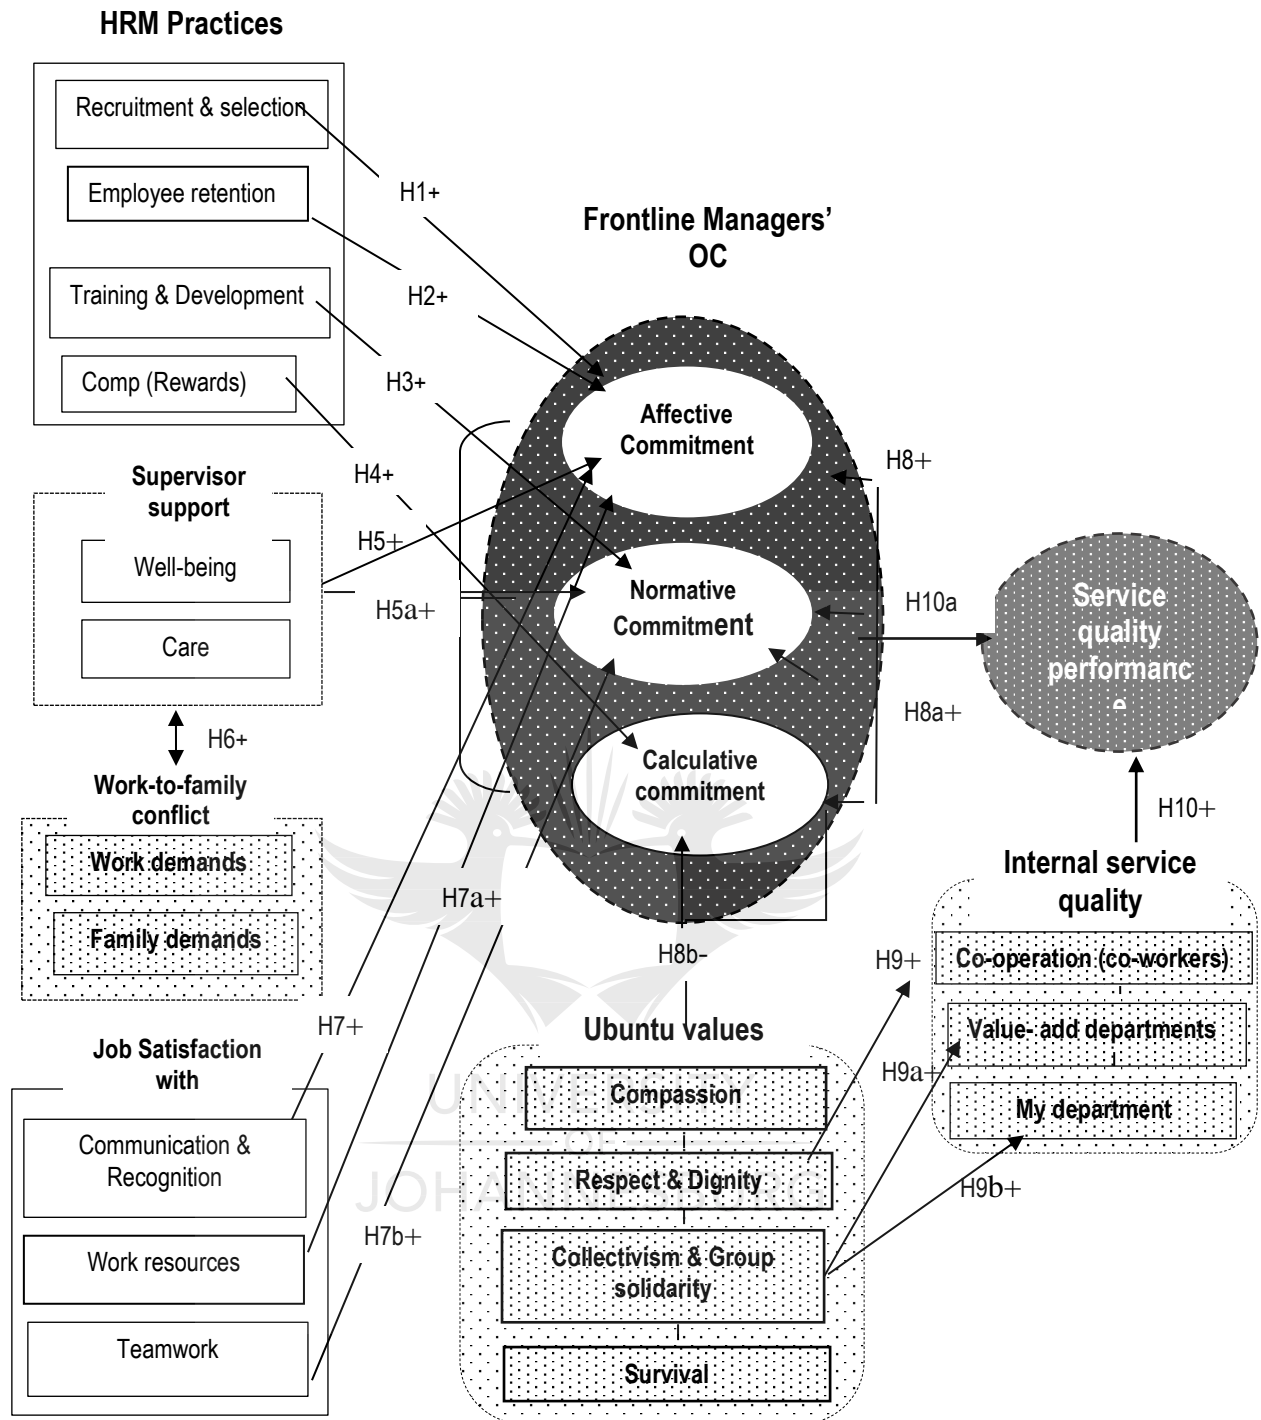 HRM Practices
Recruitment & selection
Employee retention
Training & Development
Comp (Rewards)
H1+
H2+
H3+
H4+
Frontline Managers’
OC
Affective
Commitment
Normative
Commitment
Calculative
commitment
Supervisor
support
Well-being
Care
H5+
H5a+
H6+
Work-to-family
conflict
Work demands
Family demands
H7+
H7a+
H7b+
Job Satisfaction
with
Communication &
Recognition
Work resources
Teamwork
H8+
H8a+
H8b-
H10a
Service
quality
performanc
e
H10+
Internal service
quality
Co-operation (co-workers)
Value- add departments
My department
H9+
H9a+
H9b+
Ubuntu values
Compassion
Respect & Dignity
Collectivism & Group
solidarity
Survival
UNIVERSITY
OF
JOHANNESBURG